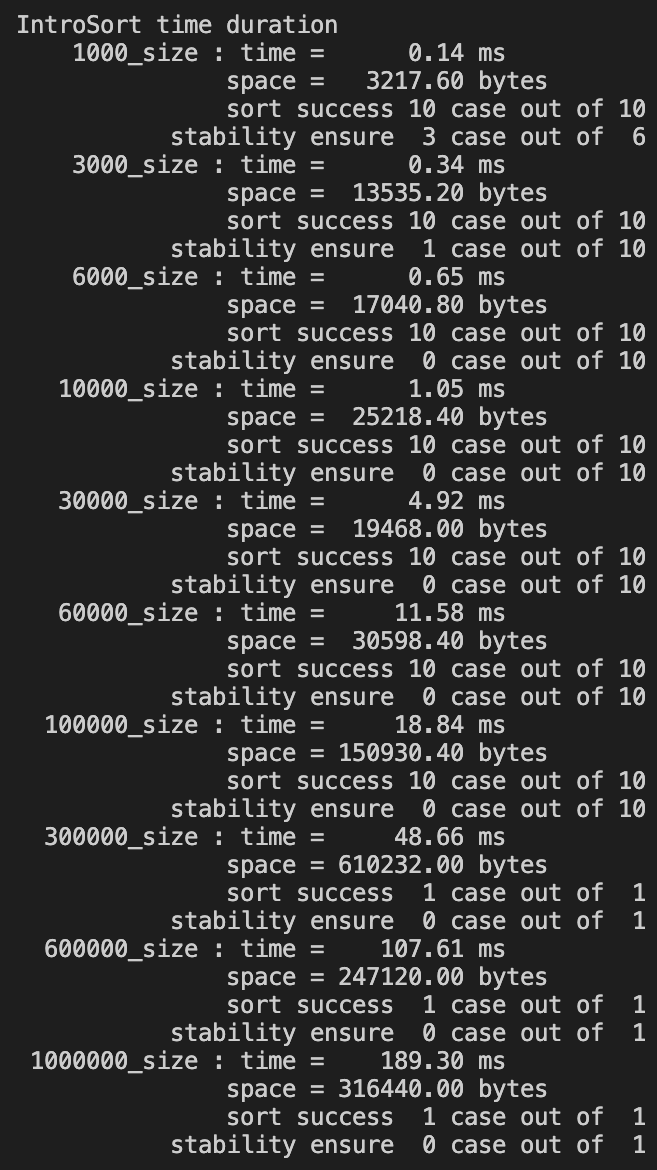 IntroSort time duration
1000_size : time = 0.14 ms
space = 3217.60 bytes
sort success 10 case out of 10
stability ensure 3 case out of 6
3000_size : time = 0.34 ms
space = 13535.20 bytes
sort success 10 case out of 10
stability ensure 1 case out of 10
6000_size : time = 0.65 ms
space = 17040.80 bytes
sort success 10 case out of 10
stability ensure 0 case out of 10
10000_size : time = 1.05 ms
space = 25218.40 bytes
sort success 10 case out of 10
stability ensure 0 case out of 10
30000_size : time = 4.92 ms
space = 19468.00 bytes
sort success 10 case out of 10
stability ensure 0 case out of 10
60000_size : time = 11.58 ms
space = 30598.40 bytes
sort success 10 case out of 10
stability ensure 0 case out of 10
100000_size : time = 18.84 ms
space = 150930.40 bytes
sort success 10 case out of 10
stability ensure 0 case out of 10
300000_size : time = 48.66 ms
space = 610232.00 bytes
sort success 1 case out of 1
stability ensure 0 case out of 1
600000_size : time = 107.61 ms
space = 247120.00 bytes
sort success 1 case out of 1
stability ensure 0 case out of 1
1000000_size : time = 189.30 ms
space = 316440.00 bytes
sort success 1 case out of 1
stability ensure 0 case out of 1